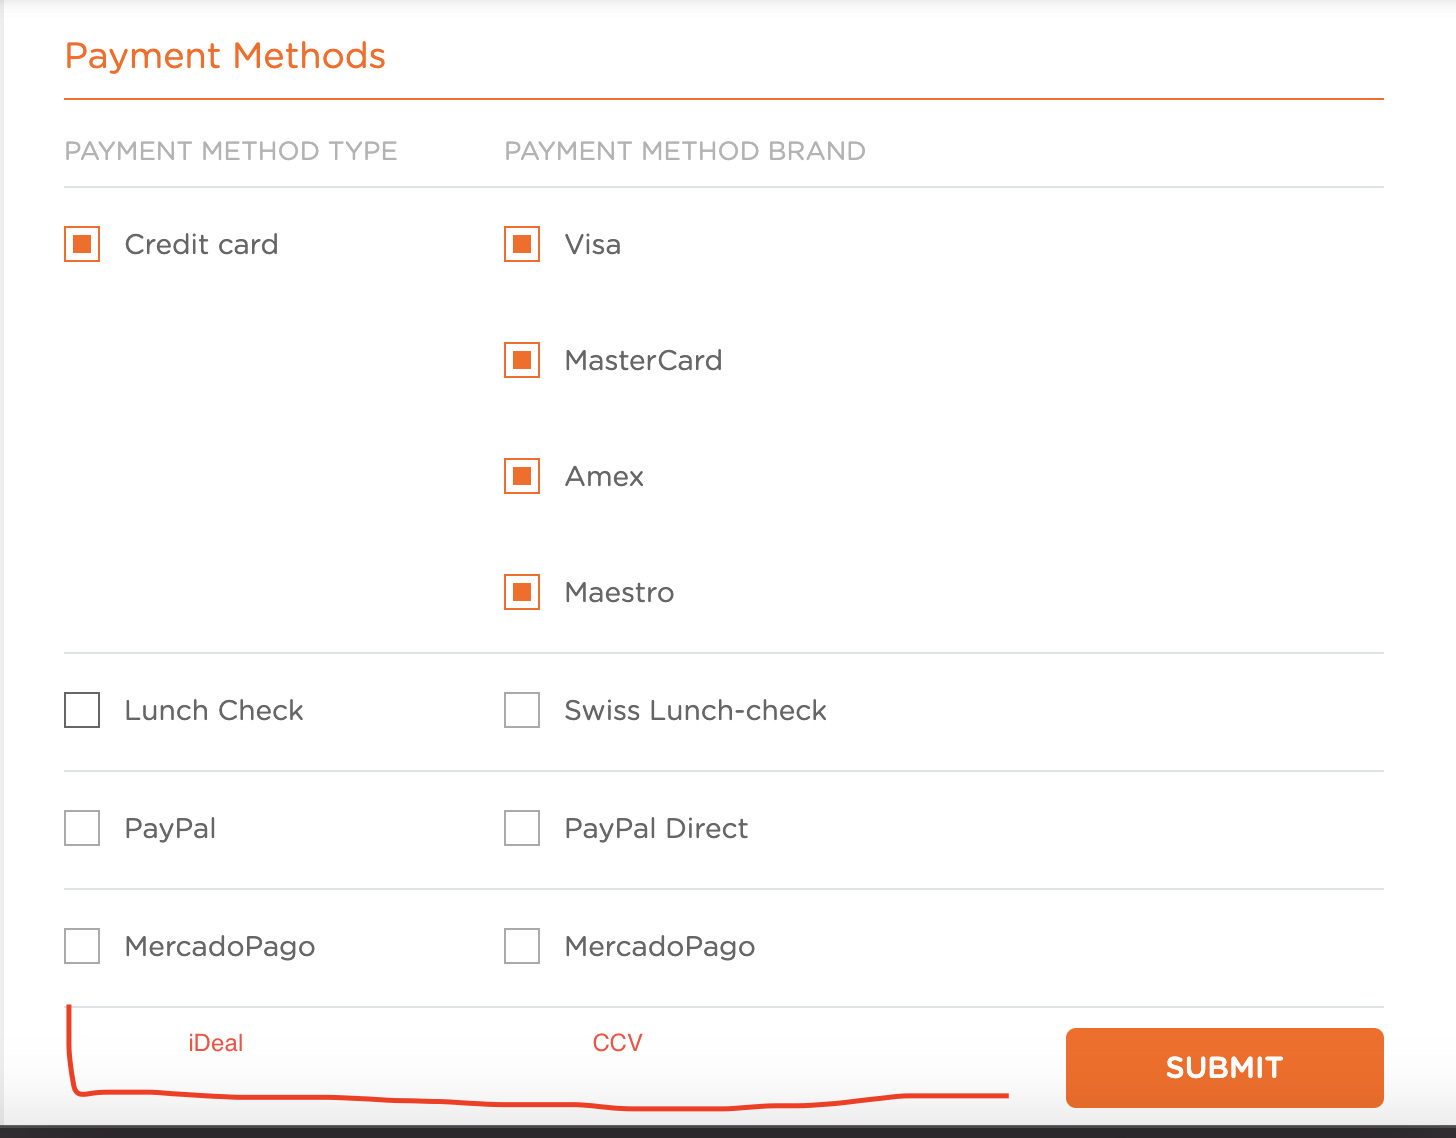 Payment Methods
PAYMENT METHOD TYPE PAYMENT METHOD BRAND
Credit card Visa
MasterCard
Amex
Maestro
Lunch Check Swiss Lunch-check
PayPal PayPal Direct
MercadoPago MercadoPago
iDeal CCV
SUBMIT